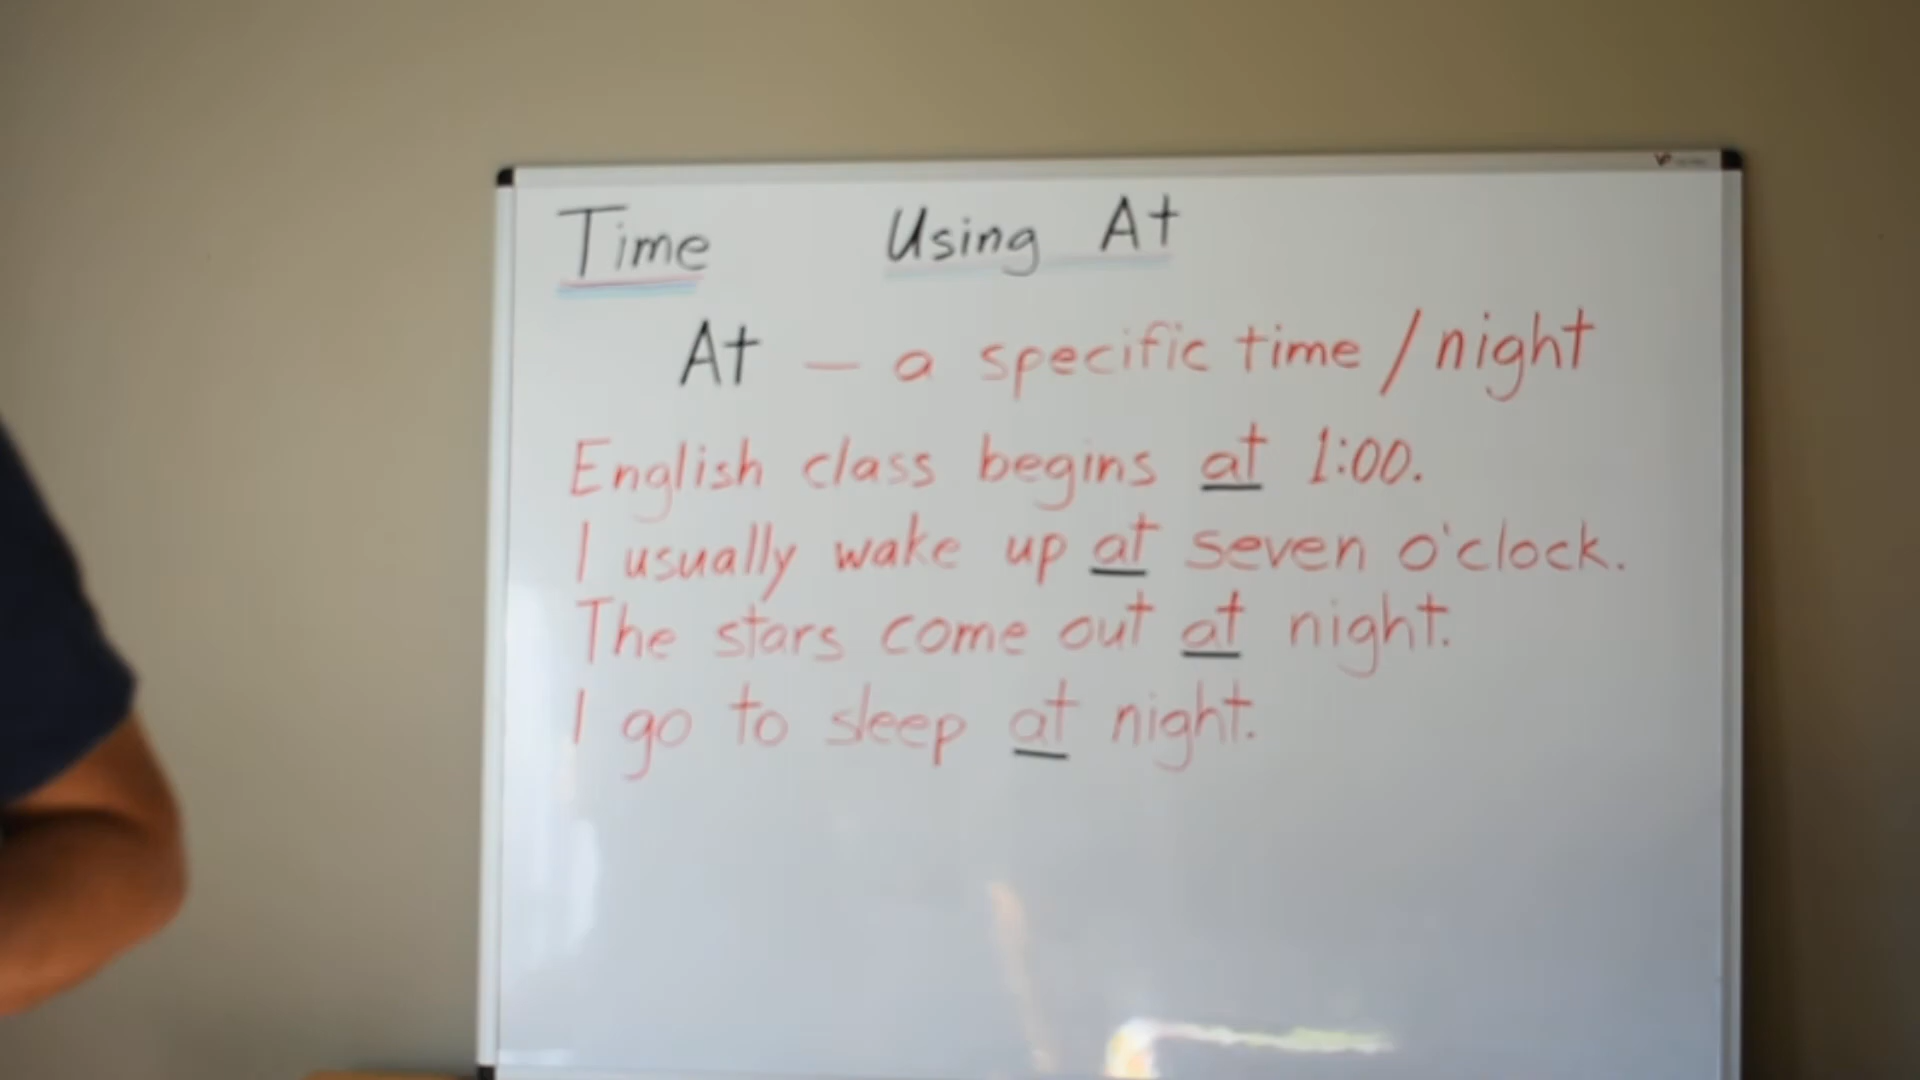 Time Using At
At — a specific time / night
English class begins at 1:00.
I usually wake up at seven o'clock.
The stars come out at night.
I go to sleep at night.